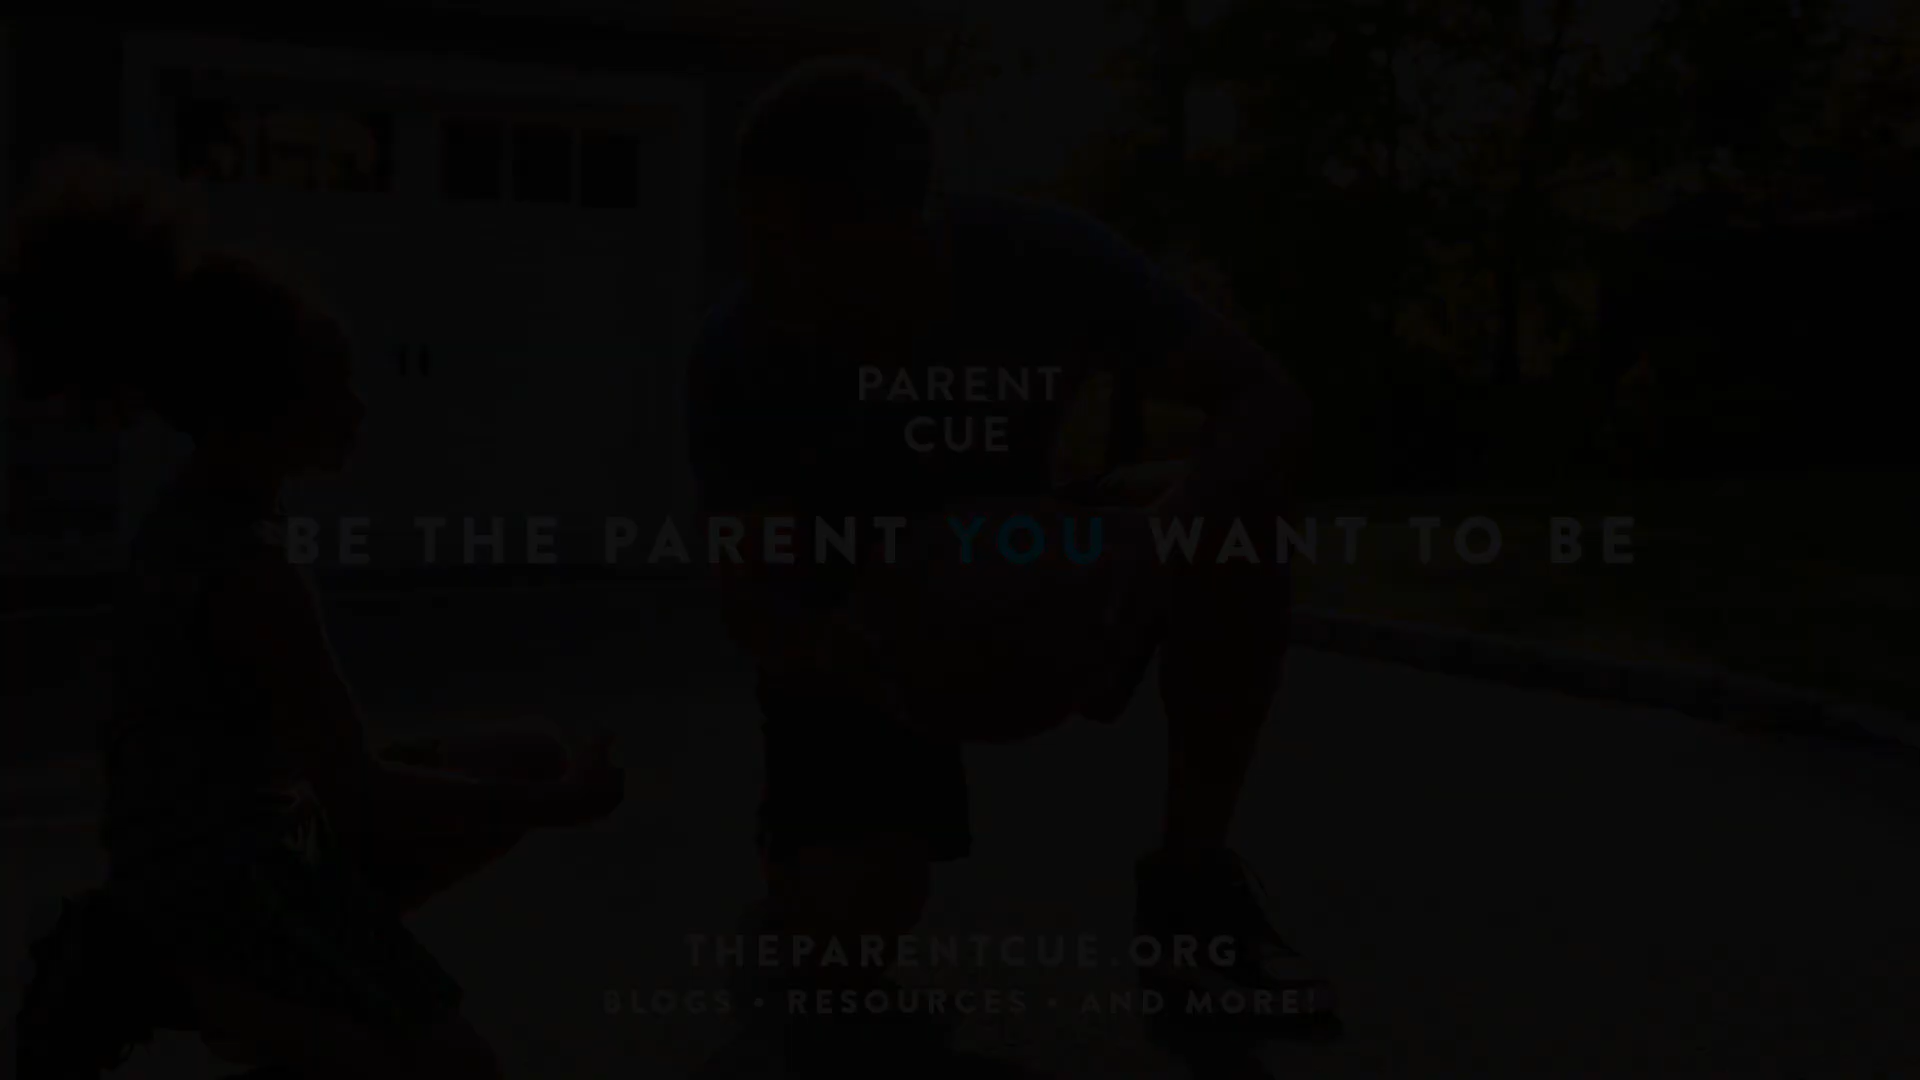 PARENT
CUE
BE THE PARENT YOU WANT TO BE
THEPARENTCUE.ORG
BLOGS • RESOURCES • AND MORE!